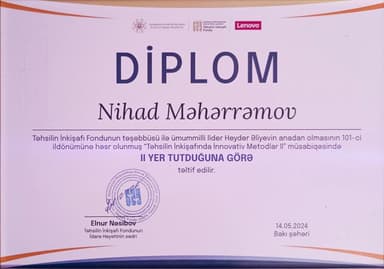 Lenovo
DİPLOM
Nihad Məhərrəmov
Təhsilin İnkişafı Fondunun təşəbbüsü ilə ümummilli lider Heydər Əliyevin anadan olmasının 101-ci
ildönümünə həsr olunmuş "Təhsilin İnkişafında İnnovativ Metodlar II" müsabiqəsində
II YER TUTDUĞUNA GÖRƏ
təltif edilir.
Elnur Nəsibov
Təhsilin İnkişafı Fondunun
İdarə Heyətinin sədri
14.05.2024
Bakı şəhəri